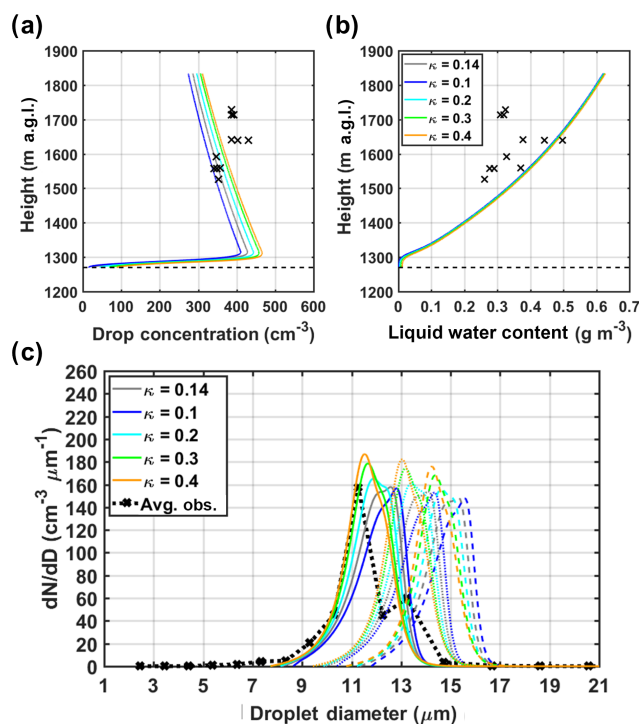 (a)
1900
1800
1700
1600
1500
1400
1300
1200
Height (m a.g.l.)
0 100 200 300 400 500 600
Drop concentration (cm⁻³)
(b)
1900
1800
1700
1600
1500
1400
1300
1200
Height (m a.g.l.)
κ = 0.14
κ = 0.1
κ = 0.2
κ = 0.3
κ = 0.4
0 0.1 0.2 0.3 0.4 0.5 0.6 0.7
Liquid water content (g m⁻³)
(c)
260
240
220
200
180
160
140
120
100
80
60
40
20
0
dN/dD (cm⁻³ μm⁻¹)
κ = 0.14
κ = 0.1
κ = 0.2
κ = 0.3
κ = 0.4
Avg. obs.
1 3 5 7 9 11 13 15 17 19 21
Droplet diameter (μm)